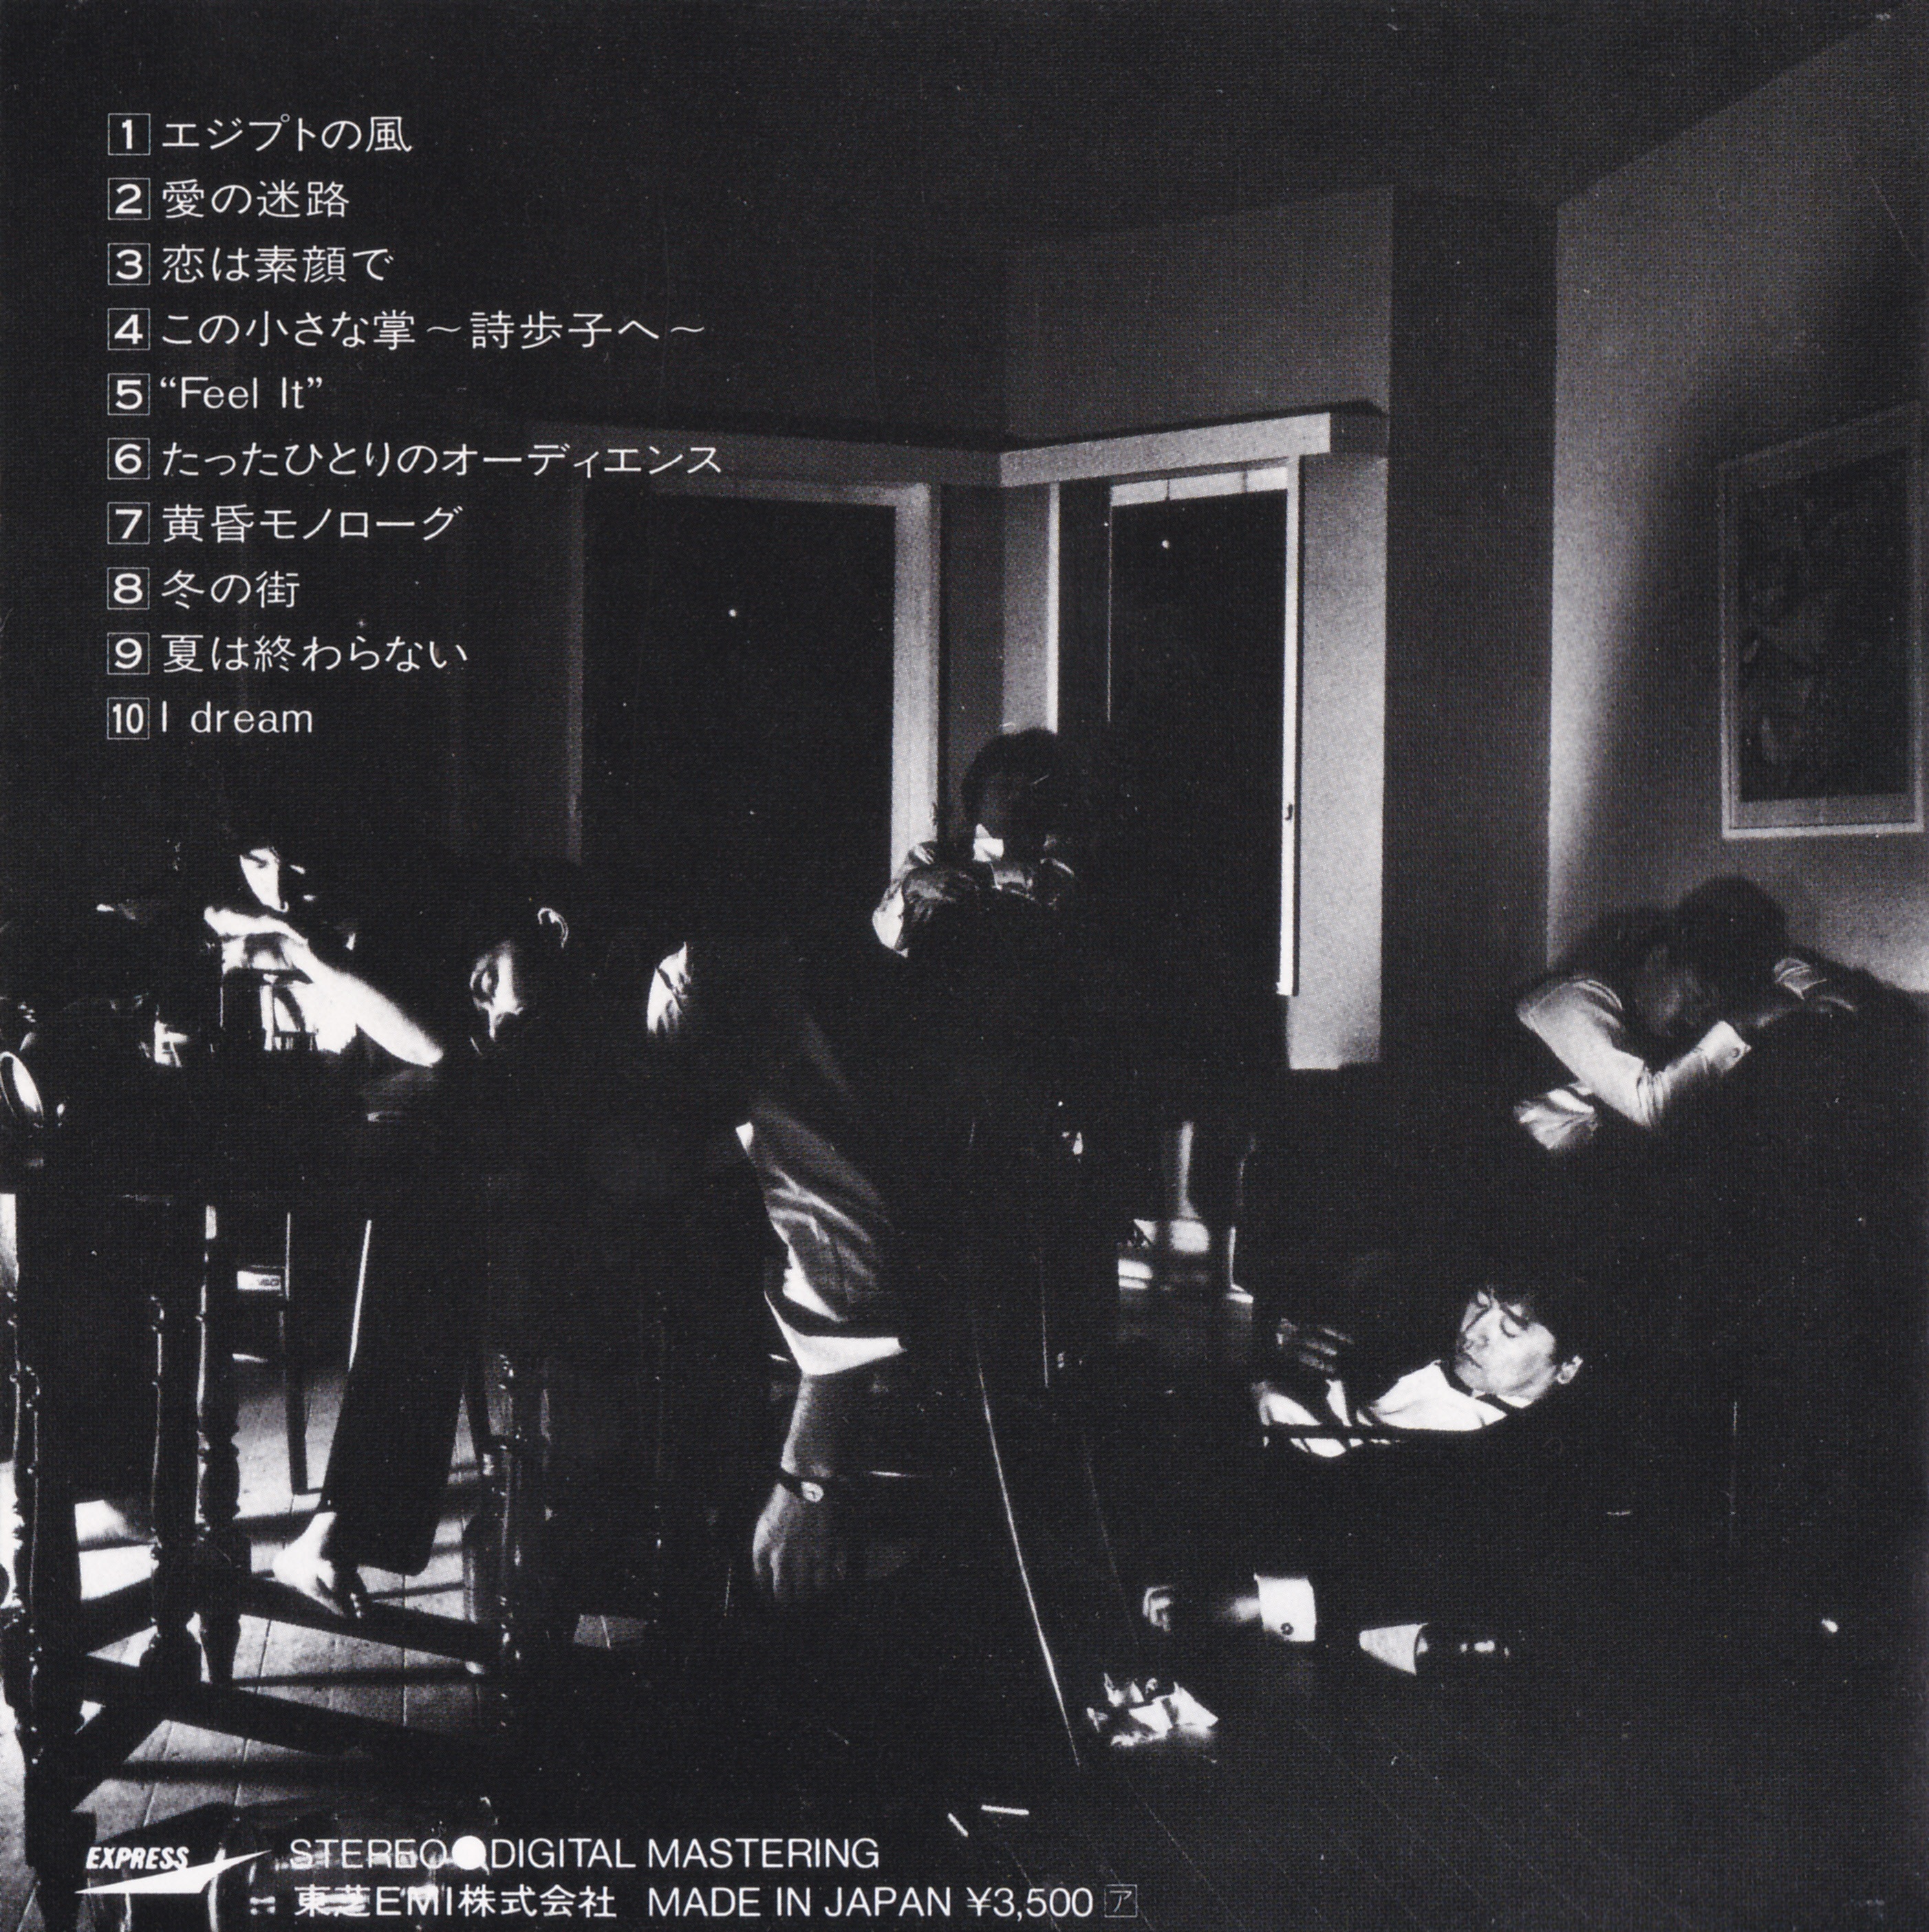 1 エジプトの風
2 愛の迷路
3 恋は素顔で
4 この小さな掌～詩歩子へ～
5 “Feel It”
6 たったひとりのオーディエンス
7 黄昏モノローグ
8 冬の街
9 夏は終わらない
10 I dream
EXPRESS STEREO●DIGITAL MASTERING
東芝EMI株式会社 MADE IN JAPAN ¥3,500 ア